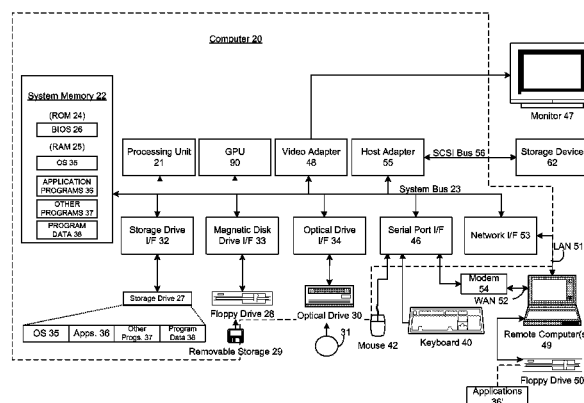 Computer 20
System Memory 22
(ROM 24)
BIOS 26
(RAM 25)
OS 35
APPLICATION
PROGRAMS 36
OTHER
PROGRAMS 37
PROGRAM
DATA 38
Processing Unit
21
GPU
90
Video Adapter
48
Host Adapter
55
SCSI Bus 56
Storage Device
62
Monitor 47
System Bus 23
Storage Drive
I/F 32
Magnetic Disk
Drive I/F 33
Optical Drive
I/F 34
Serial Port I/F
46
Network I/F 53
LAN 51
Storage Drive 27
Floppy Drive 28
Optical Drive 30
Modem
54
WAN 52
OS 35
Apps. 36
Other
Progs. 37
Program
Data 38
Removable Storage 29
31
Mouse 42
Keyboard 40
Remote Computer(s)
49
Floppy Drive 50
Applications
36'